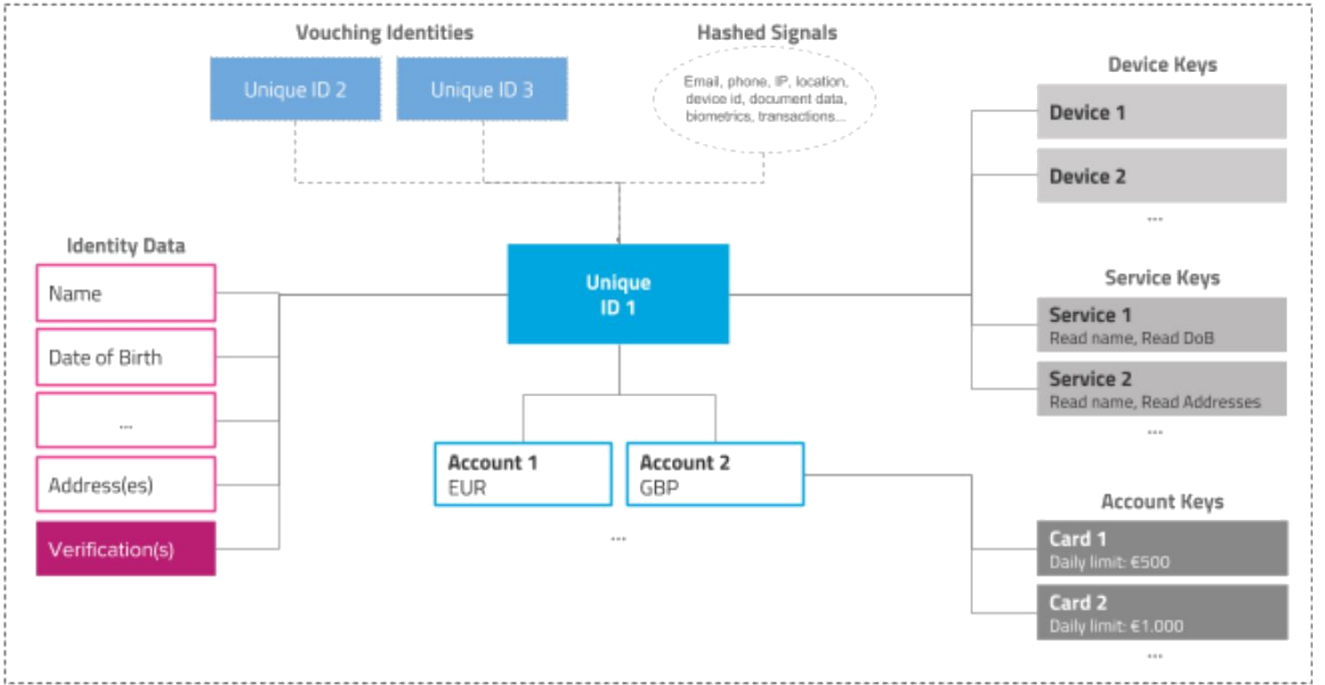 Vouching Identities
Unique ID 2
Unique ID 3
Hashed Signals
Email, phone, IP, location,
device id, document data,
biometrics, transactions...
Device Keys
Device 1
Device 2
...
Identity Data
Name
Date of Birth
...
Address(es)
Verification(s)
Unique
ID 1
Service Keys
Service 1
Read name, Read DoB
Service 2
Read name, Read Addresses
...
Account 1
EUR
Account 2
GBP
...
Account Keys
Card 1
Daily limit: €500
Card 2
Daily limit: €1.000
...